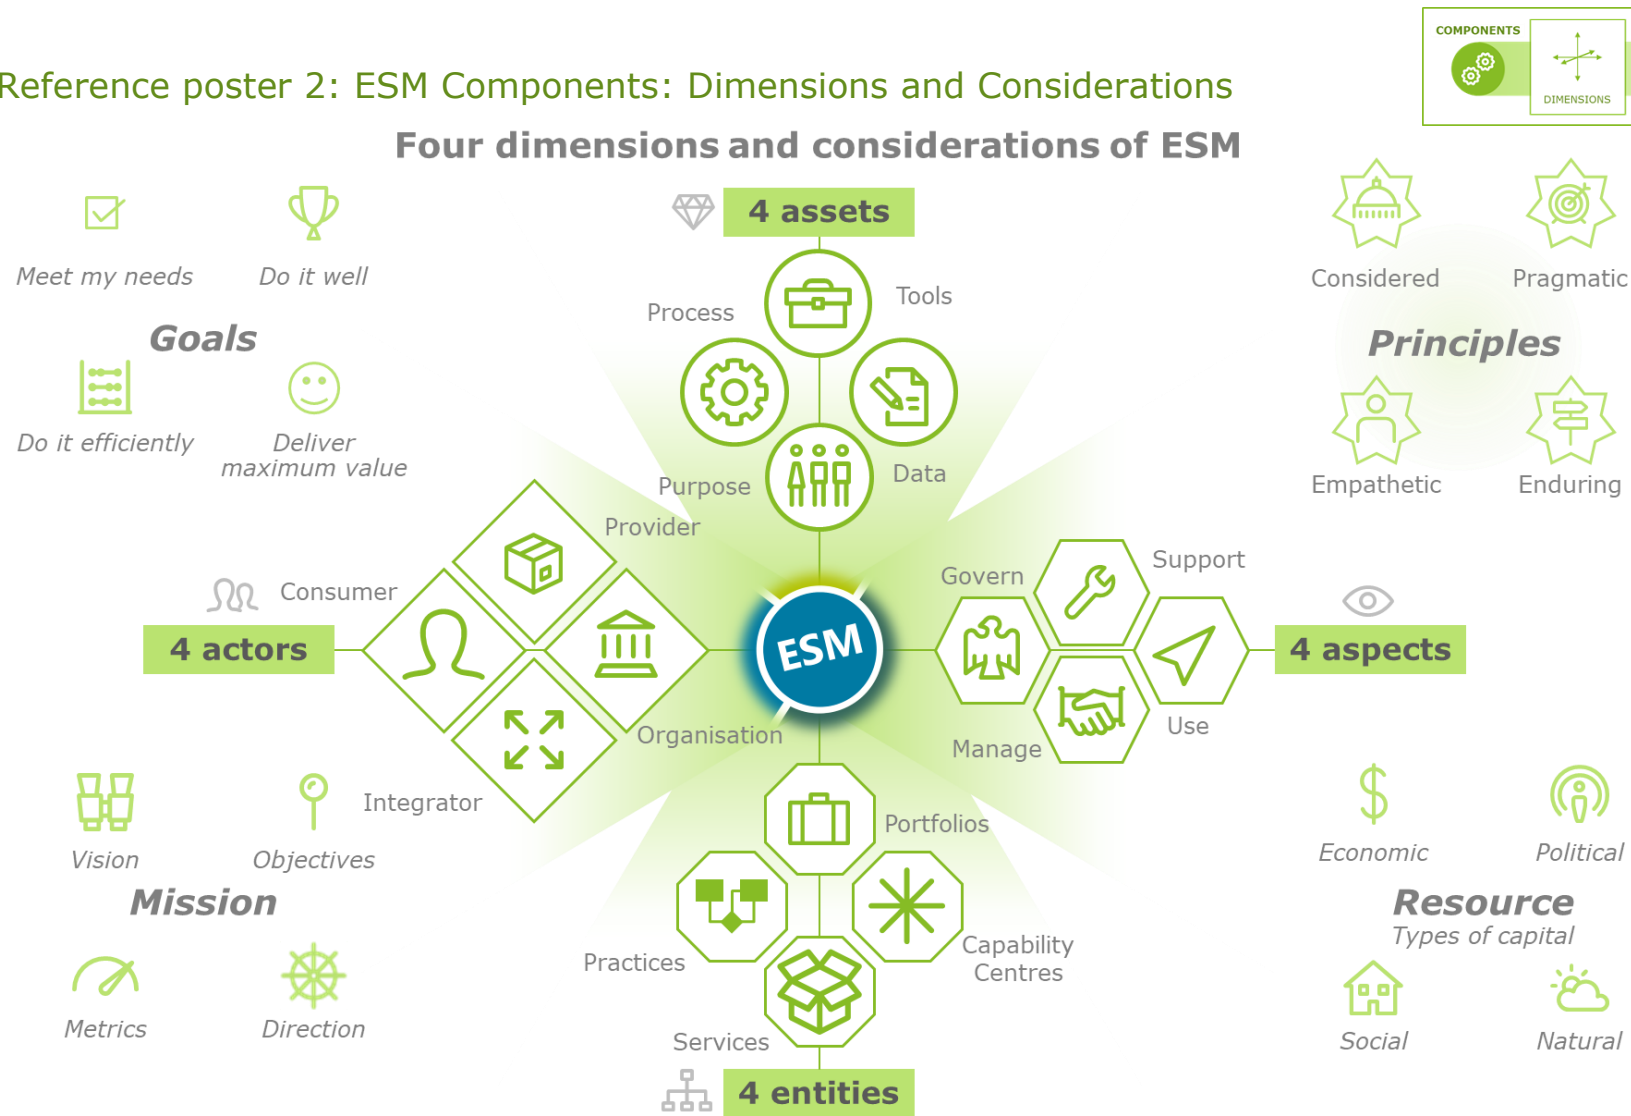 COMPONENTS
DIMENSIONS
Reference poster 2: ESM Components: Dimensions and Considerations
Four dimensions and considerations of ESM
4 assets
Process
Tools
Purpose
Data
Meet my needs
Do it well
Goals
Do it efficiently
Deliver
maximum value
Considered
Pragmatic
Principles
Empathetic
Enduring
Provider
Consumer
4 actors
Organisation
Integrator
ESM
Govern
Support
4 aspects
Use
Manage
Vision
Objectives
Mission
Metrics
Direction
Portfolios
Practices
Capability
Centres
Services
4 entities
Economic
Political
Resource
Types of capital
Social
Natural